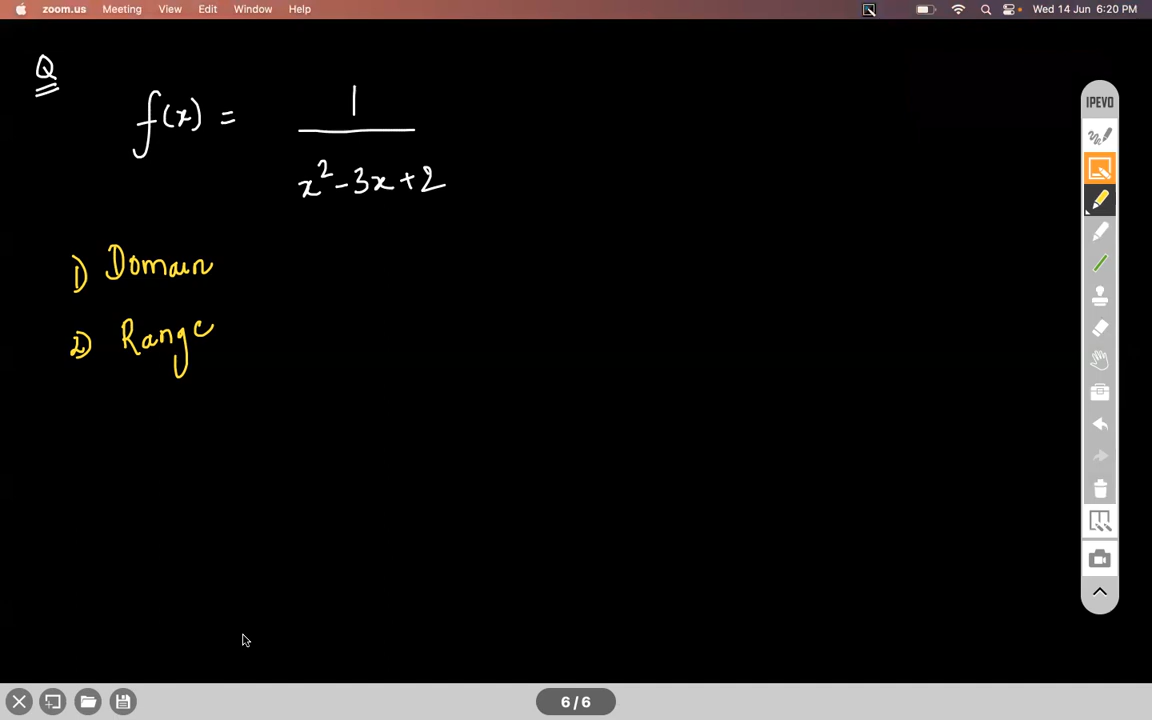 zoom.us Meeting View Edit Window Help Wed 14 Jun 6:20 PM
Q
f(x) = 1 / x² - 3x + 2
IPEVO
1) Domain
2) Range
6 / 6